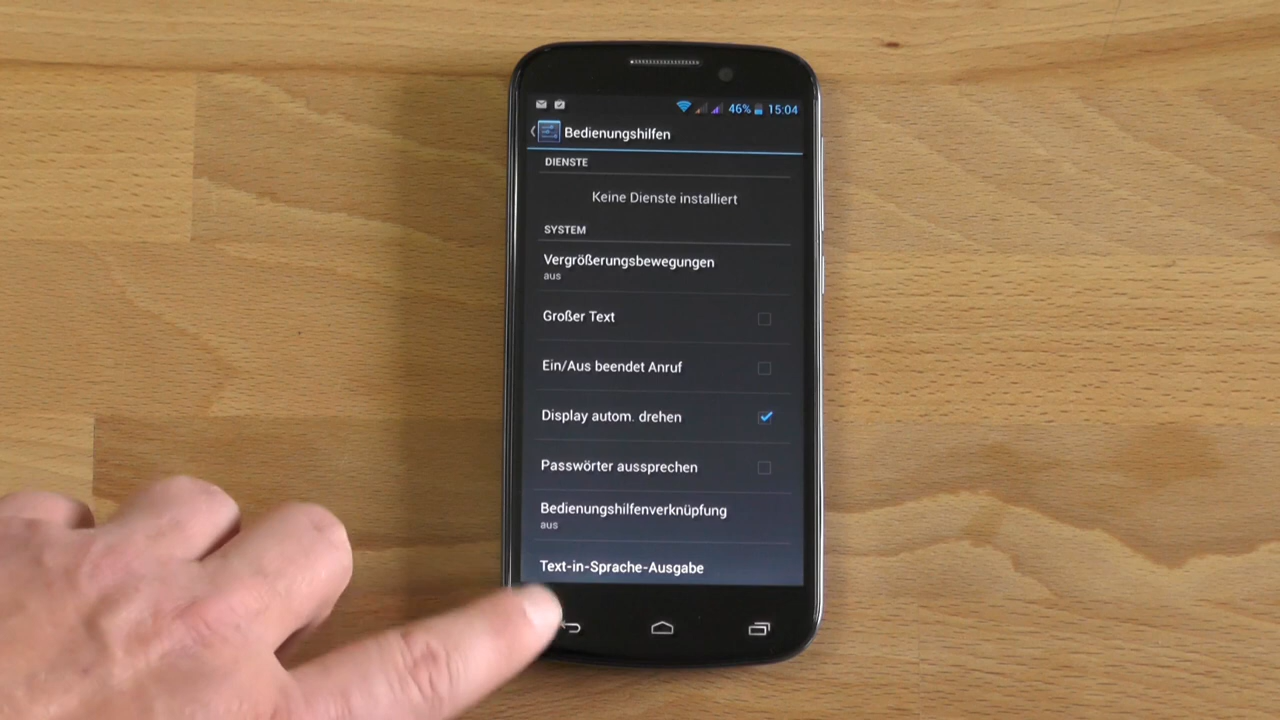 46% 15:04
Bedienungshilfen
DIENSTE
Keine Dienste installiert
SYSTEM
Vergrößerungsbewegungen
aus
Großer Text
Ein/Aus beendet Anruf
Display autom. drehen
Passwörter aussprechen
Bedienungshilfenverknüpfung
aus
Text-in-Sprache-Ausgabe